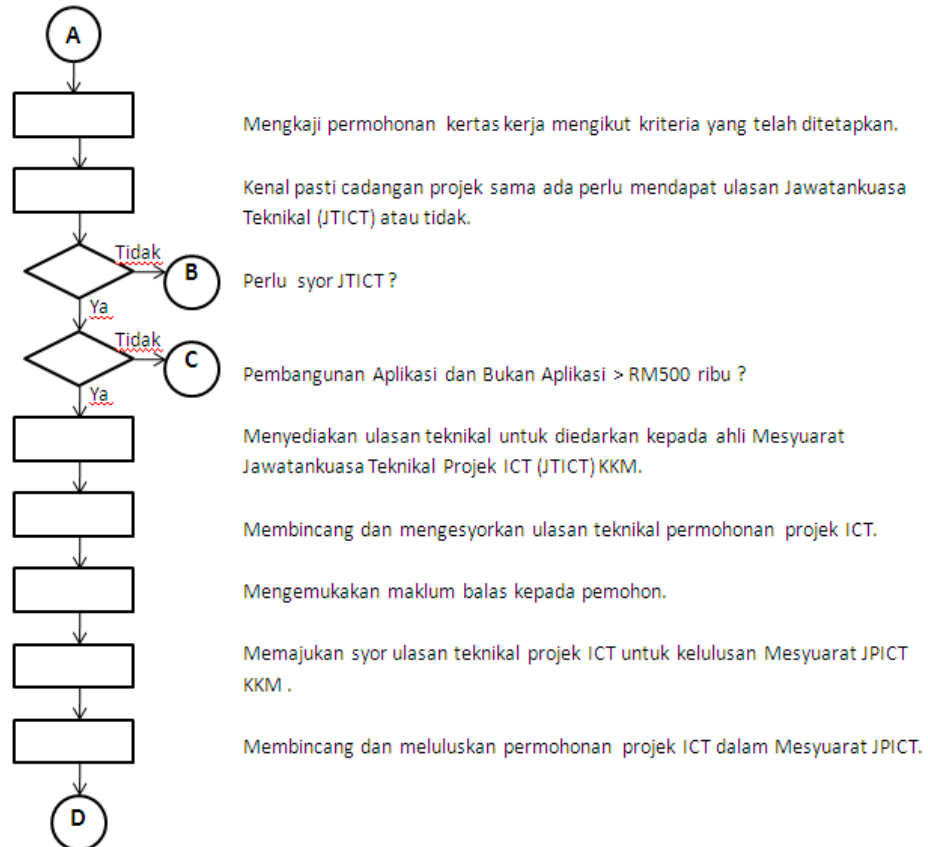 A
Mengkaji permohonan kertas kerja mengikut kriteria yang telah ditetapkan.
Kenal pasti cadangan projek sama ada perlu mendapat ulasan Jawatankuasa
Teknikal (JTICT) atau tidak.
Tidak
B
Perlu syor JTICT ?
Ya
Tidak
C
Pembangunan Aplikasi dan Bukan Aplikasi > RM500 ribu ?
Ya
Menyediakan ulasan teknikal untuk diedarkan kepada ahli Mesyuarat
Jawatankuasa Teknikal Projek ICT (JTICT) KKM.
Membincang dan mengesyorkan ulasan teknikal permohonan projek ICT.
Mengemukakan maklum balas kepada pemohon.
Memajukan syor ulasan teknikal projek ICT untuk kelulusan Mesyuarat JPICT
KKM .
Membincang dan meluluskan permohonan projek ICT dalam Mesyuarat JPICT.
D